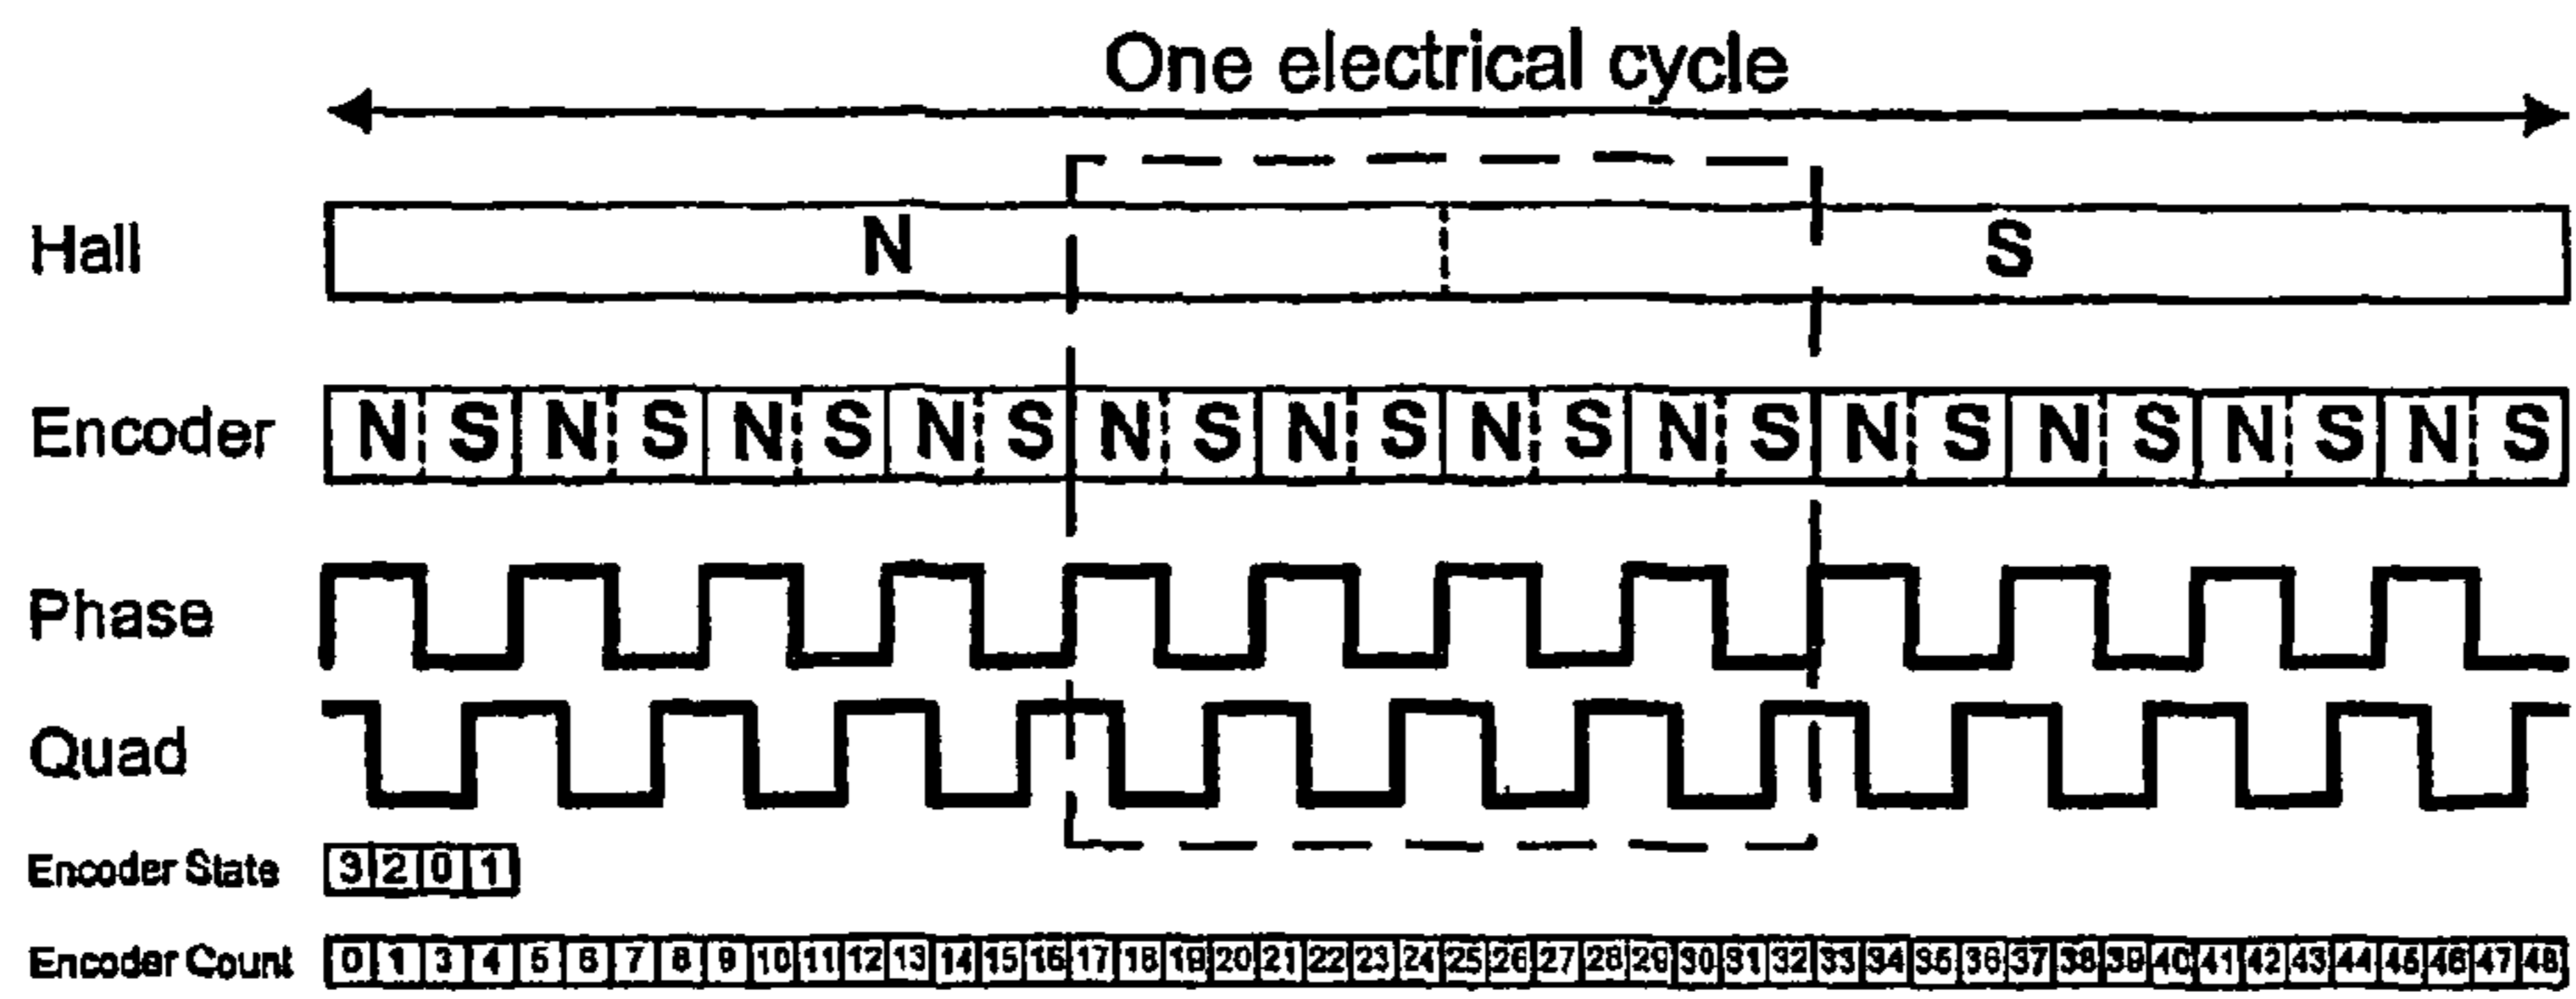 One electrical cycle
Hall N S
Encoder N S N S N S N S N S N S N S N S N S N S N S N S
Phase
Quad
Encoder State 3 2 0 1
Encoder Count 0 1 3 4 5 6 7 8 9 10 11 12 13 14 15 16 17 18 19 20 21 22 23 24 25 26 27 28 29 30 31 32 33 34 35 36 37 38 39 40 41 42 43 44 45 46 47 48